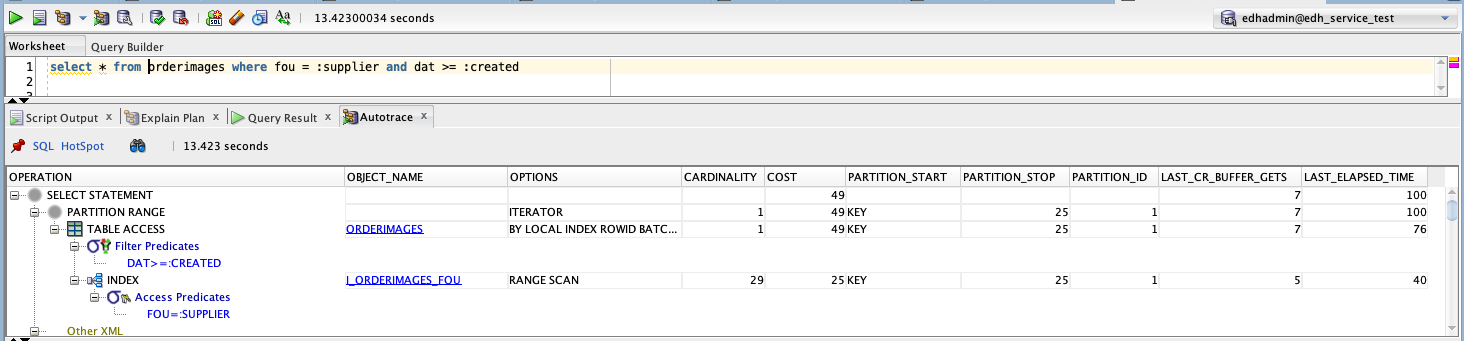 13.42300034 seconds
edhadmin@edh_service_test
Worksheet Query Builder
1 select * from orderimages where fou = :supplier and dat >= :created
2
Script Output x Explain Plan x Query Result x Autotrace x
SQL HotSpot 13.423 seconds
OPERATION OBJECT_NAME OPTIONS CARDINALITY COST PARTITION_START PARTITION_STOP PARTITION_ID LAST_CR_BUFFER_GETS LAST_ELAPSED_TIME
SELECT STATEMENT 49 7 100
PARTITION RANGE ITERATOR 1 49 KEY 25 1 7 100
TABLE ACCESS ORDERIMAGES BY LOCAL INDEX ROWID BATC... 1 49 KEY 25 1 7 76
Filter Predicates
DAT>=:CREATED
INDEX I_ORDERIMAGES_FOU RANGE SCAN 29 25 KEY 25 1 5 40
Access Predicates
FOU=:SUPPLIER
Other XML